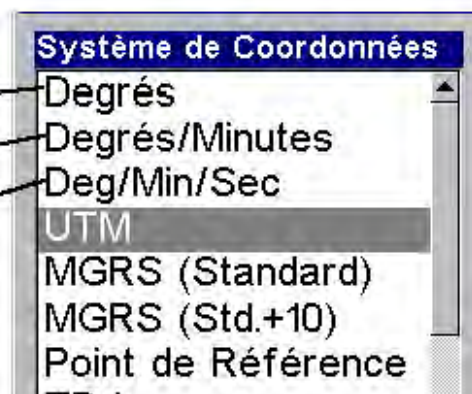 Système de Coordonnées
Degrés
Degrés/Minutes
Deg/Min/Sec
UTM
MGRS (Standard)
MGRS (Std.+10)
Point de Référence